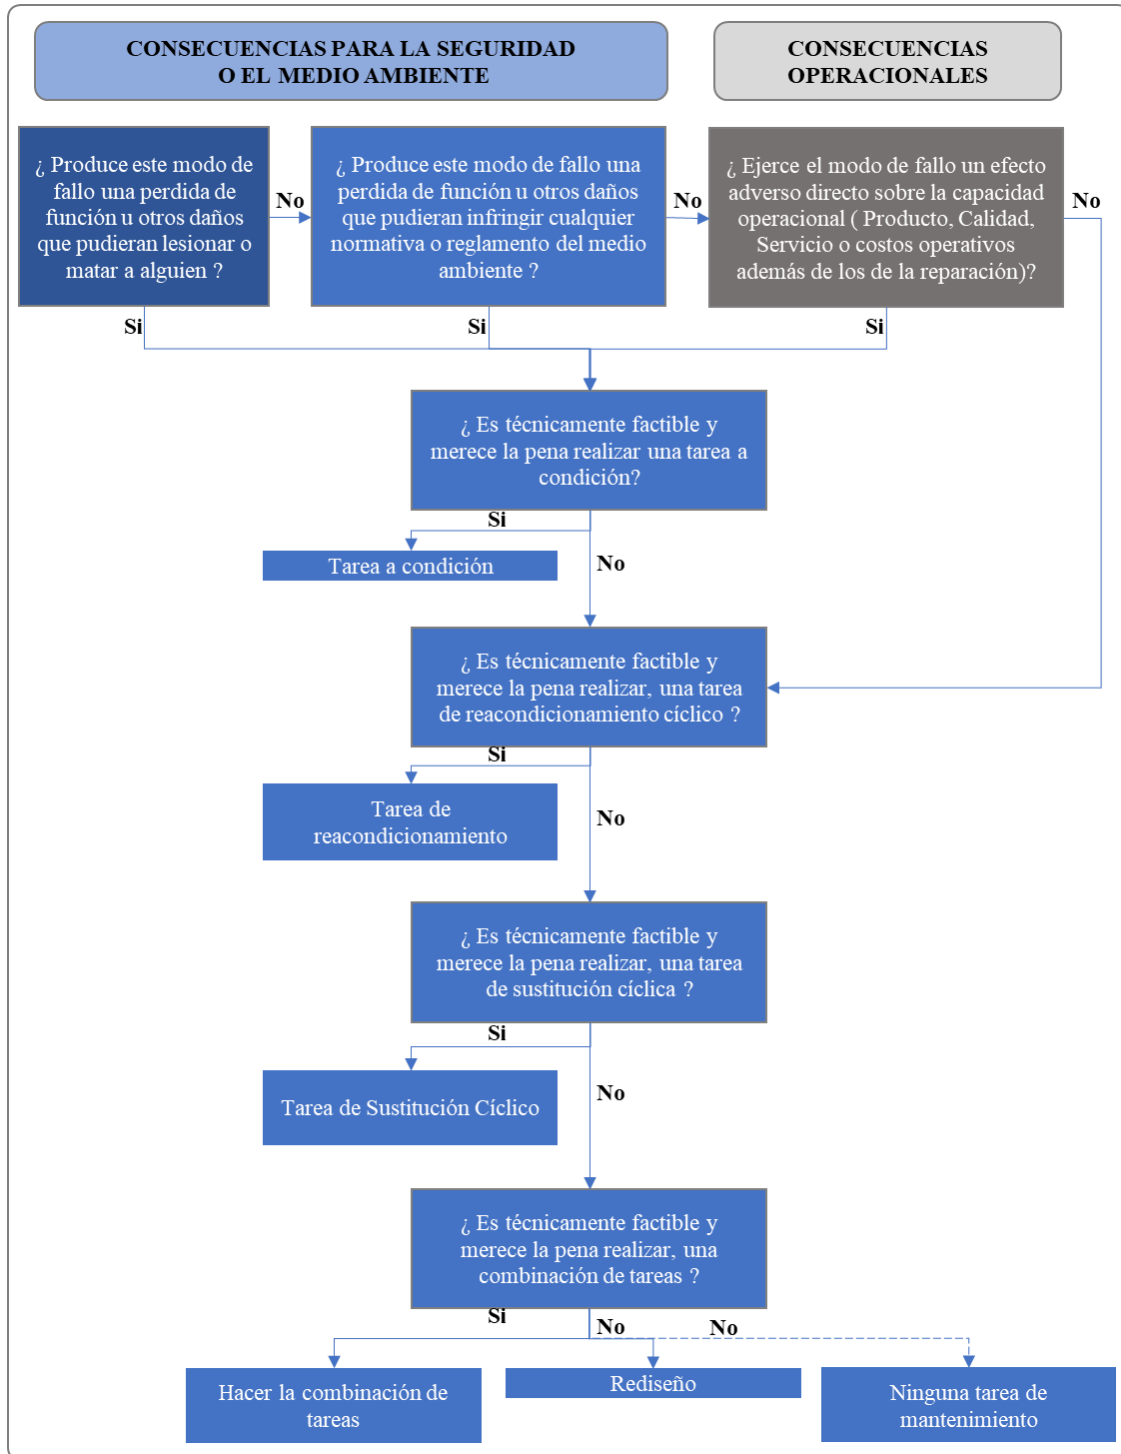 CONSECUENCIAS PARA LA SEGURIDAD
O EL MEDIO AMBIENTE
CONSECUENCIAS
OPERACIONALES
¿ Produce este modo de
fallo una perdida de
función u otros daños
que pudieran lesionar o
matar a alguien ?
No
¿ Produce este modo de fallo una
perdida de función u otros daños
que pudieran infringir cualquier
normativa o reglamento del medio
ambiente ?
No
¿ Ejerce el modo de fallo un efecto
adverso directo sobre la capacidad
operacional ( Producto, Calidad,
Servicio o costos operativos
además de los de la reparación)?
No
Si
Si
Si
¿ Es técnicamente factible y
merece la pena realizar una tarea a
condición?
Si
Tarea a condición
No
¿ Es técnicamente factible y
merece la pena realizar, una tarea
de reacondicionamiento cíclico ?
Si
Tarea de
reacondicionamiento
No
¿ Es técnicamente factible y
merece la pena realizar, una tarea
de sustitución cíclica ?
Si
Tarea de Sustitución Cíclico
No
¿ Es técnicamente factible y
merece la pena realizar, una
combinación de tareas ?
Si
No
No
Hacer la combinación de
tareas
Rediseño
Ninguna tarea de
mantenimiento